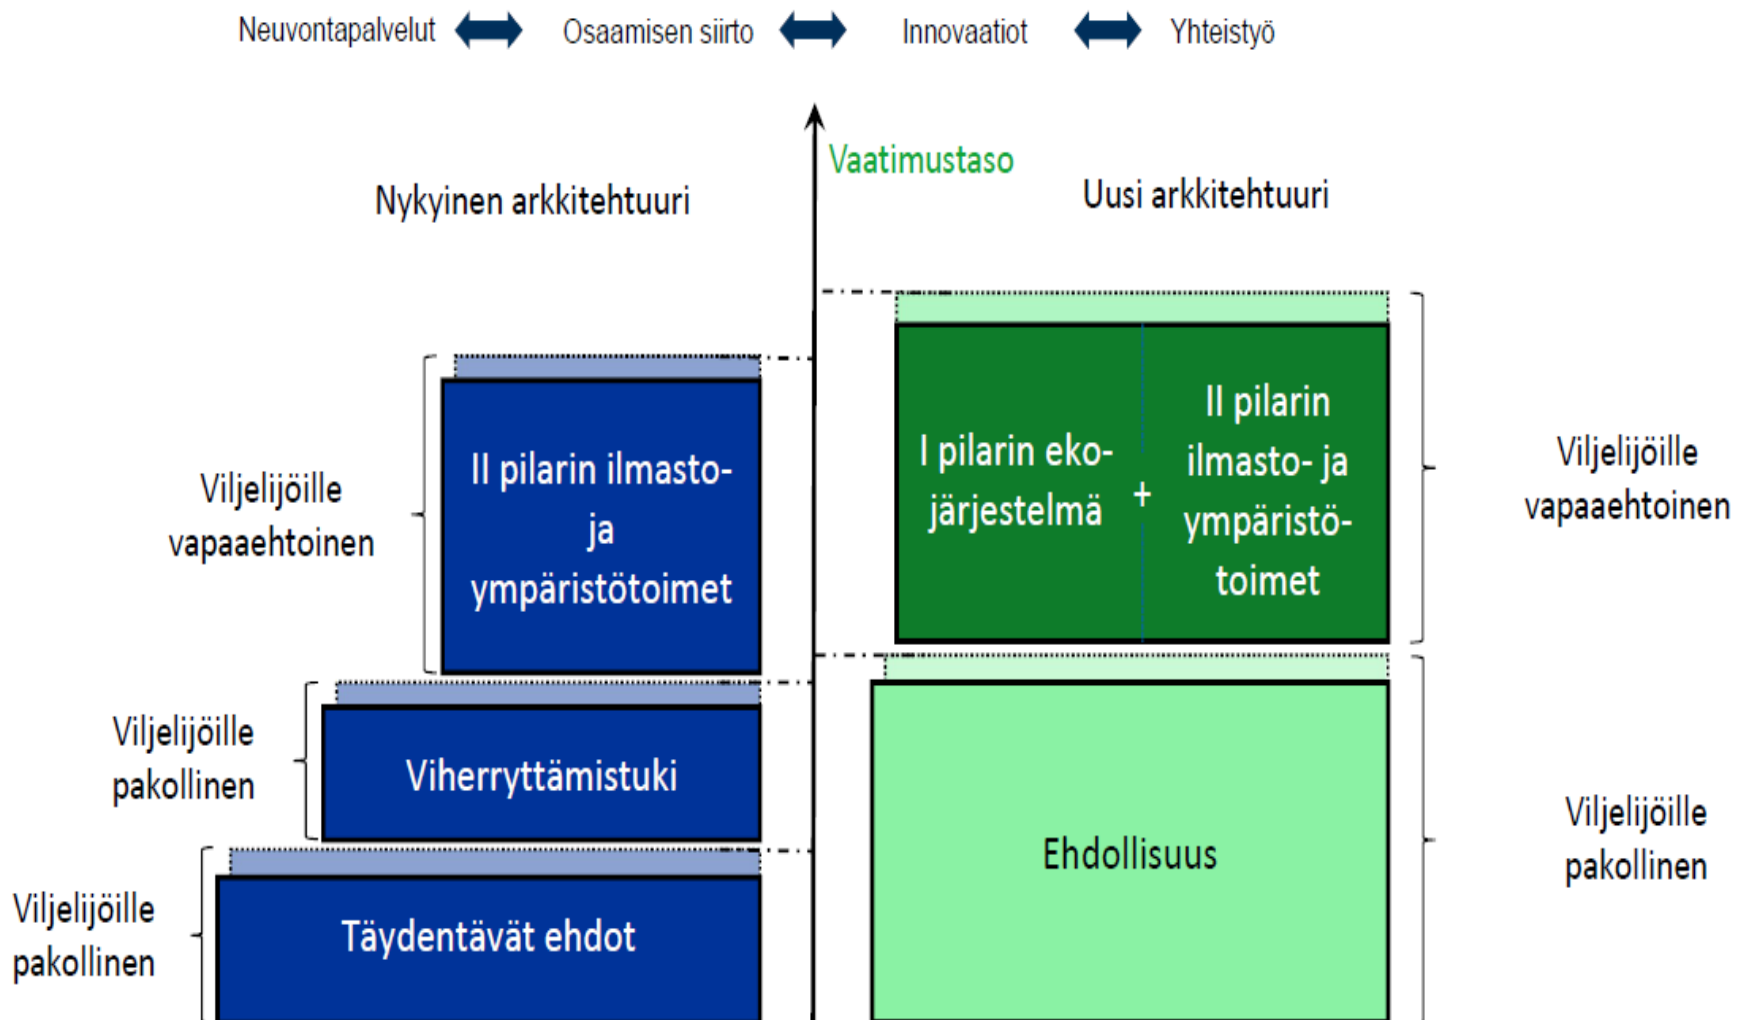 Neuvontapalvelut Osaamisen siirto Innovaatiot Yhteistyö
Vaatimustaso
Nykyinen arkkitehtuuri
Uusi arkkitehtuuri
Viljelijöille
vapaaehtoinen
II pilarin ilmasto-
ja
ympäristötoimet
Viljelijöille
pakollinen
Viherryttämistuki
Viljelijöille
pakollinen
Täydentävät ehdot
I pilarin eko-
järjestelmä
+
II pilarin
ilmasto- ja
ympäristö-
toimet
Viljelijöille
vapaaehtoinen
Ehdollisuus
Viljelijöille
pakollinen